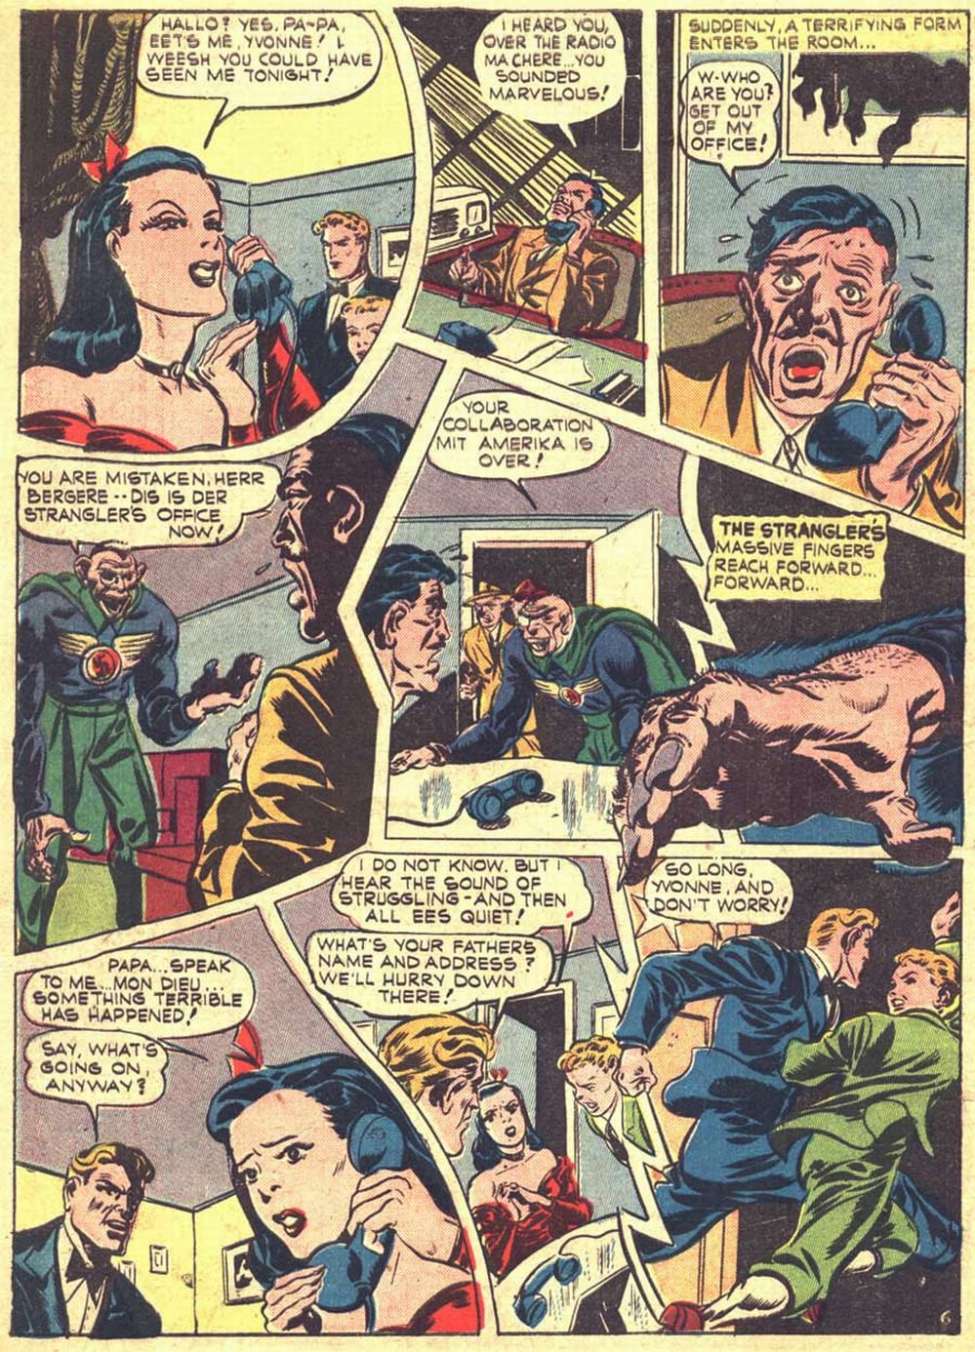 HALLO? YES, PA-PA,
EETS ME, YVONNE! I
WEESH YOU COULD HAVE
SEEN ME TONIGHT!
I HEARD YOU,
OVER THE RADIO
MA CHERE...YOU
SOUNDED
MARVELOUS!
SUDDENLY, A TERRIFYING FORM
ENTERS THE ROOM...
W-WHO
ARE YOU?
GET OUT
OF MY
OFFICE!
YOU ARE MISTAKEN, HERR
BERGERE--DIS IS DER
STRANGLER'S OFFICE
NOW!
YOUR
COLLABORATION
MIT AMERIKA IS
OVER!
THE STRANGLER'S
MASSIVE FINGERS
REACH FORWARD...
FORWARD...
PAPA...SPEAK
TO ME...MON DIEU...
SOMETHING TERRIBLE
HAS HAPPENED!
SAY, WHAT'S
GOING ON,
ANYWAY?
I DO NOT KNOW. BUT I
HEAR THE SOUND OF
STRUGGLING-AND THEN
ALL EES QUIET!
WHAT'S YOUR FATHERS
NAME AND ADDRESS?
WE'LL HURRY DOWN
THERE!
SO LONG,
YVONNE, AND
DON'T WORRY!
6